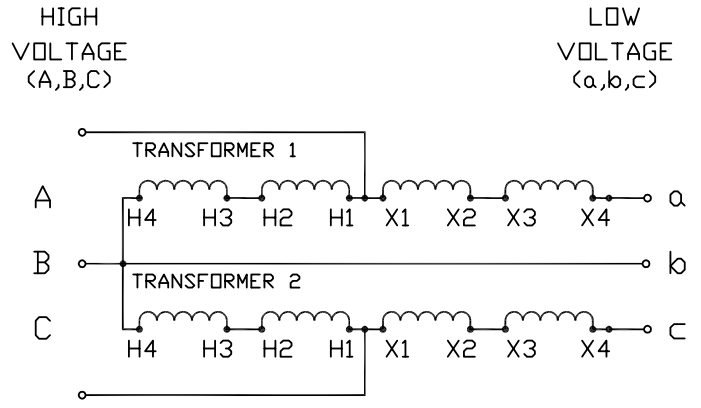 HIGH
VOLTAGE
(A,B,C)
LOW
VOLTAGE
(a,b,c)
TRANSFORMER 1
A
a
H4 H3 H2 H1 X1 X2 X3 X4
B
b
TRANSFORMER 2
C
c
H4 H3 H2 H1 X1 X2 X3 X4